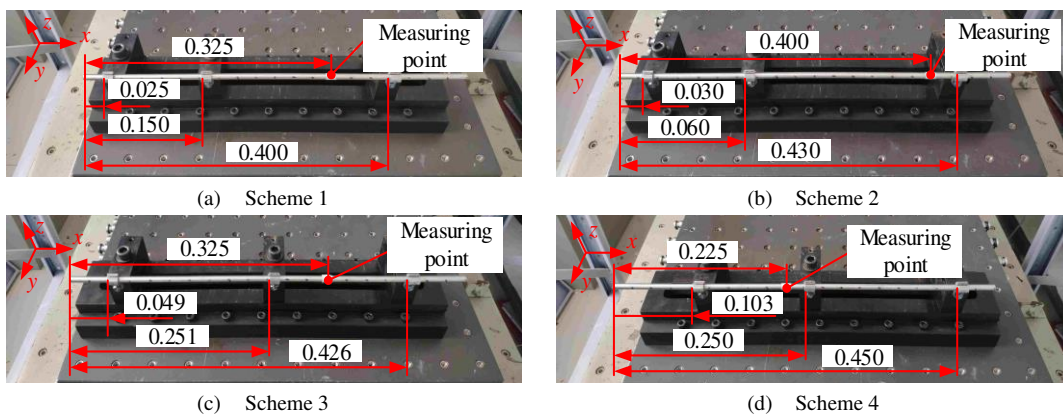 z
x
y
0.325
Measuring
point
0.025
0.150
0.400
(a) Scheme 1
z
x
y
0.400
Measuring
point
0.030
0.060
0.430
(b) Scheme 2
z
x
y
0.325
Measuring
point
0.049
0.251
0.426
(c) Scheme 3
z
x
y
0.225
Measuring
point
0.103
0.250
0.450
(d) Scheme 4